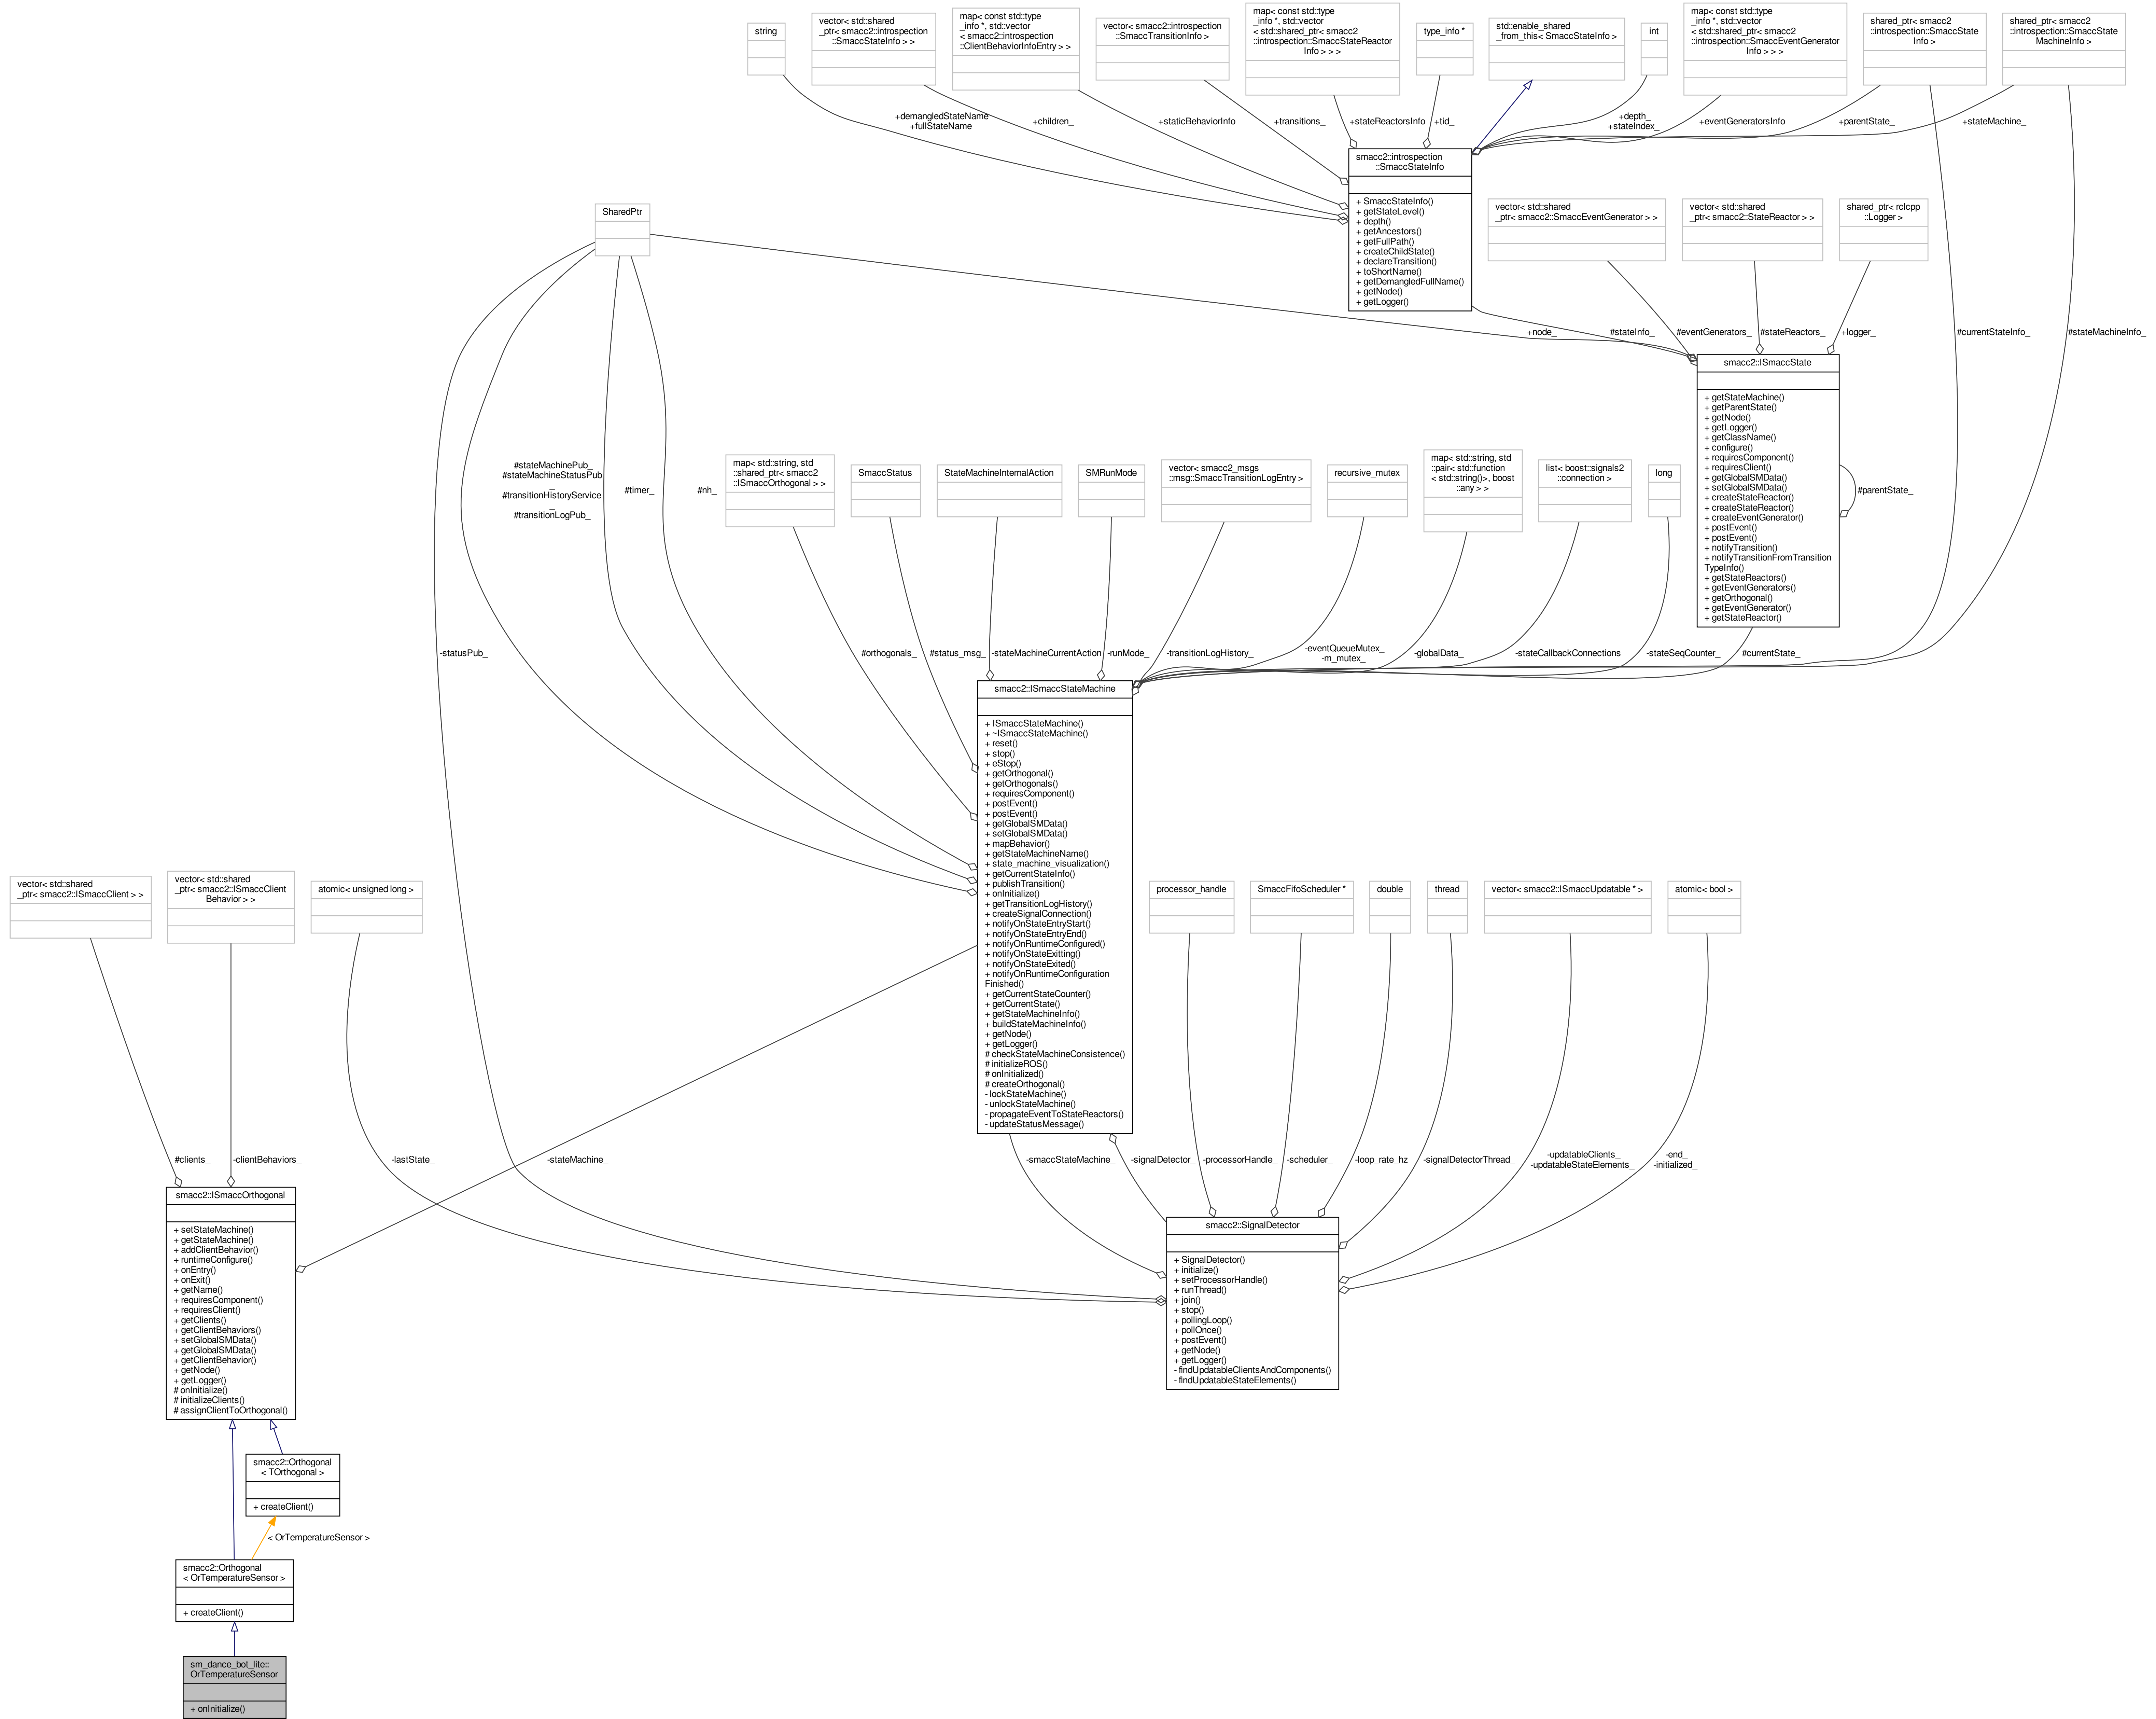 string
vector< std::shared
_ptr< smacc2::introspection
::SmaccStateInfo > >
map< const std::type
_info *, std::vector
< smacc2::introspection
::ClientBehaviorInfoEntry > >
vector< smacc2::introspection
::SmaccTransitionInfo >
map< const std::type
_info *, std::vector
< std::shared_ptr< smacc2
::introspection::SmaccStateReactor
Info > > >
type_info *
std::enable_shared
_from_this< SmaccStateInfo >
int
map< const std::type
_info *, std::vector
< std::shared_ptr< smacc2
::introspection::SmaccEventGenerator
Info > > >
shared_ptr< smacc2
::introspection::SmaccState
Info >
shared_ptr< smacc2
::introspection::SmaccState
MachineInfo >
+demangledStateName
+fullStateName
+children_
+staticBehaviorInfo
+transitions_
+stateReactorsInfo
+tid_
+depth_
+stateIndex_
+eventGeneratorsInfo
+parentState_
+stateMachine_
smacc2::introspection
::SmaccStateInfo
+ SmaccStateInfo()
+ getStateLevel()
+ depth()
+ getAncestors()
+ getFullPath()
+ createChildState()
+ declareTransition()
+ toShortName()
+ getDemangledFullName()
+ getNode()
+ getLogger()
SharedPtr
vector< std::shared
_ptr< smacc2::SmaccEventGenerator > >
vector< std::shared
_ptr< smacc2::StateReactor > >
shared_ptr< rclcpp
::Logger >
+node_
#stateInfo_
#eventGenerators_
#stateReactors_
+logger_
#currentStateInfo_
#stateMachineInfo_
smacc2::ISmaccState
+ getStateMachine()
+ getParentState()
+ getNode()
+ getLogger()
+ getClassName()
+ configure()
+ requiresComponent()
+ requiresClient()
+ getGlobalSMData()
+ setGlobalSMData()
+ createStateReactor()
+ createStateReactor()
+ createEventGenerator()
+ postEvent()
+ postEvent()
+ notifyTransition()
+ notifyTransitionFromTransition
TypeInfo()
+ getStateReactors()
+ getEventGenerators()
+ getOrthogonal()
+ getEventGenerator()
+ getStateReactor()
#parentState_
#stateMachinePub_
#stateMachineStatusPub
_
#transitionHistoryService
_
#transitionLogPub_
#timer_
#nh_
map< std::string, std
::shared_ptr< smacc2
::ISmaccOrthogonal > >
SmaccStatus
StateMachineInternalAction
SMRunMode
vector< smacc2_msgs
::msg::SmaccTransitionLogEntry >
recursive_mutex
map< std::string, std
::pair< std::function
< std::string()>, boost
::any > >
list< boost::signals2
::connection >
long
-statusPub_
#orthogonals_
#status_msg_
-stateMachineCurrentAction
-runMode_
-transitionLogHistory_
-eventQueueMutex_
-m_mutex_
-globalData_
-stateCallbackConnections
-stateSeqCounter_
#currentState_
smacc2::ISmaccStateMachine
+ ISmaccStateMachine()
+ ~ISmaccStateMachine()
+ reset()
+ stop()
+ eStop()
+ getOrthogonal()
+ getOrthogonals()
+ requiresComponent()
+ postEvent()
+ postEvent()
+ getGlobalSMData()
+ setGlobalSMData()
+ mapBehavior()
+ getStateMachineName()
+ state_machine_visualization()
+ getCurrentStateInfo()
+ publishTransition()
+ onInitialize()
+ getTransitionLogHistory()
+ createSignalConnection()
+ notifyOnStateEntryStart()
+ notifyOnStateEntryEnd()
+ notifyOnRuntimeConfigured()
+ notifyOnStateExitting()
+ notifyOnStateExited()
+ notifyOnRuntimeConfiguration
Finished()
+ getCurrentStateCounter()
+ getCurrentState()
+ getStateMachineInfo()
+ buildStateMachineInfo()
+ getNode()
+ getLogger()
# checkStateMachineConsistence()
# initializeROS()
# onInitialized()
# createOrthogonal()
- lockStateMachine()
- unlockStateMachine()
- propagateEventToStateReactors()
- updateStatusMessage()
vector< std::shared
_ptr< smacc2::ISmaccClient > >
vector< std::shared
_ptr< smacc2::ISmaccClient
Behavior > >
atomic< unsigned long >
processor_handle
SmaccFifoScheduler *
double
thread
vector< smacc2::ISmaccUpdatable * >
atomic< bool >
#clients_
-clientBehaviors_
-lastState_
-stateMachine_
-smaccStateMachine_
-signalDetector_
-processorHandle_
-scheduler_
-loop_rate_hz
-signalDetectorThread_
-updatableClients_
-updatableStateElements_
-end_
-initialized_
smacc2::ISmaccOrthogonal
+ setStateMachine()
+ getStateMachine()
+ addClientBehavior()
+ runtimeConfigure()
+ onEntry()
+ onExit()
+ getName()
+ requiresComponent()
+ requiresClient()
+ getClients()
+ getClientBehaviors()
+ setGlobalSMData()
+ getGlobalSMData()
+ getClientBehavior()
+ getNode()
+ getLogger()
# onInitialize()
# initializeClients()
# assignClientToOrthogonal()
smacc2::SignalDetector
+ SignalDetector()
+ initialize()
+ setProcessorHandle()
+ runThread()
+ join()
+ stop()
+ pollingLoop()
+ pollOnce()
+ postEvent()
+ getNode()
+ getLogger()
- findUpdatableClientsAndComponents()
- findUpdatableStateElements()
smacc2::Orthogonal
< TOrthogonal >
+ createClient()
< OrTemperatureSensor >
smacc2::Orthogonal
< OrTemperatureSensor >
+ createClient()
sm_dance_bot_lite::
OrTemperatureSensor
+ onInitialize()